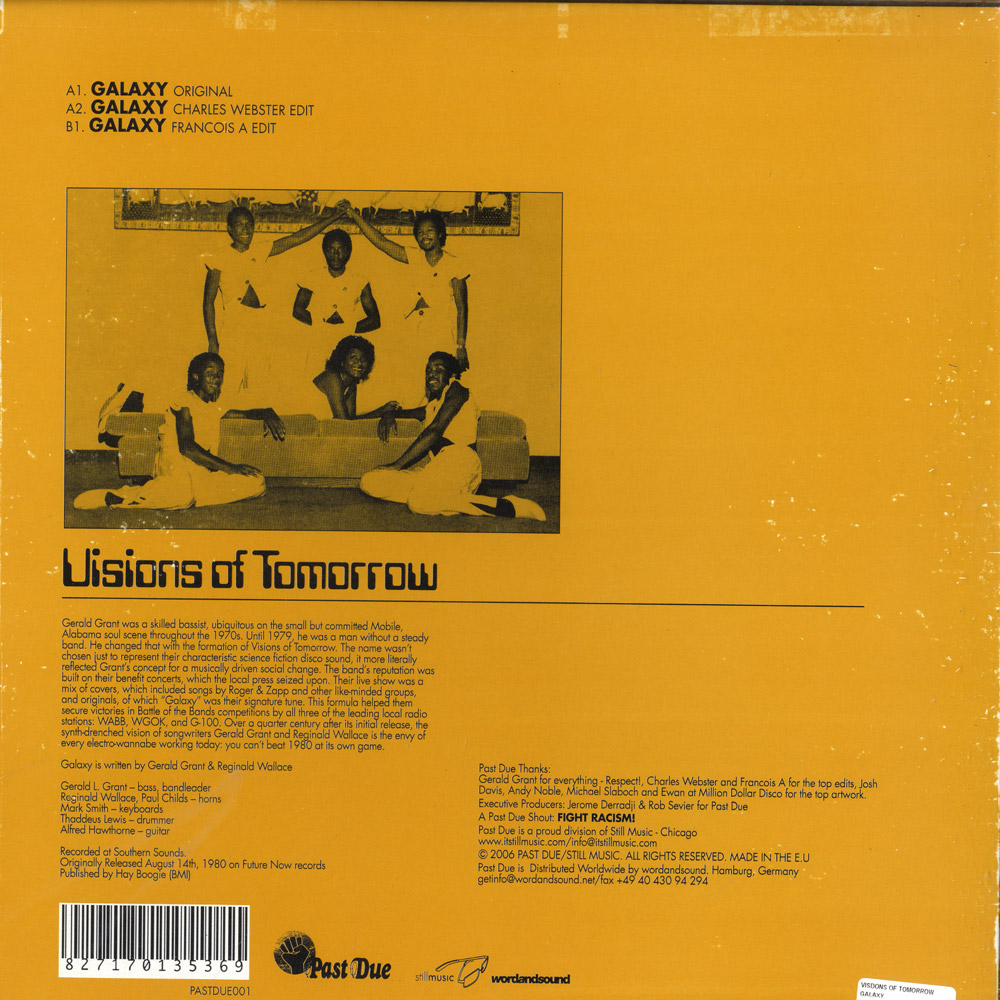 A1. GALAXY ORIGINAL
A2. GALAXY CHARLES WEBSTER EDIT
B1. GALAXY FRANCOIS A EDIT
Visions of Tomorrow
Gerald Grant was a skilled bassist, ubiquitous on the small but committed Mobile,
Alabama soul scene throughout the 1970s. Until 1979, he was a man without a steady
band. He changed that with the formation of Visions of Tomorrow. The name wasn't
chosen just to represent their characteristic science fiction disco sound, it more literally
reflected Grant's concept for a musically driven social change. The band's reputation was
built on their benefit concerts, which the local press seized upon. Their live show was a
mix of covers, which included songs by Roger & Zapp and other like-minded groups,
and originals, of which "Galaxy" was their signature tune. This formula helped them
secure victories in Battle of the Bands competitions by all three of the leading local radio
stations: WABB, WGOK, and G-100. Over a quarter century after its initial release, the
synth-drenched vision of songwriters Gerald Grant and Reginald Wallace is the envy of
every electro-wannabe working today: you can't beat 1980 at its own game.
Galaxy is written by Gerald Grant & Reginald Wallace
Gerald L. Grant – bass, bandleader
Reginald Wallace, Paul Childs – horns
Mark Smith – keyboards
Thaddeus Lewis – drummer
Alfred Hawthorne – guitar
Recorded at Southern Sounds.
Originally Released August 14th, 1980 on Future Now records
Published by Hay Boogie (BMI)
Past Due Thanks:
Gerald Grant for everything - Respect!, Charles Webster and Francois A for the top edits, Josh
Davis, Andy Noble, Michael Slaboch and Ewan at Million Dollar Disco for the top artwork.
Executive Producers: Jerome Derradji & Rob Sevier for Past Due
A Past Due Shout: FIGHT RACISM!
Past Due is a proud division of Still Music - Chicago
www.itstillmusic.com/info@itstillmusic.com
© 2006 PAST DUE/STILL MUSIC. ALL RIGHTS RESERVED. MADE IN THE E.U
Past Due is Distributed Worldwide by wordandsound. Hamburg, Germany
getinfo@wordandsound.net/fax +49 40 430 94 294
827170135369
PASTDUE001
Past Due
stillmusic
wordandsound
VISDONS OF TOMORROW
GALAXY